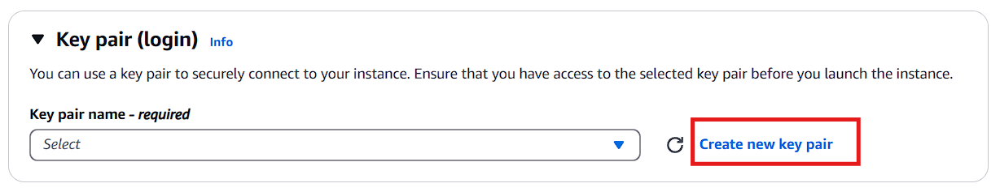 Key pair (login) Info
You can use a key pair to securely connect to your instance. Ensure that you have access to the selected key pair before you launch the instance.
Key pair name - required
Select
Create new key pair